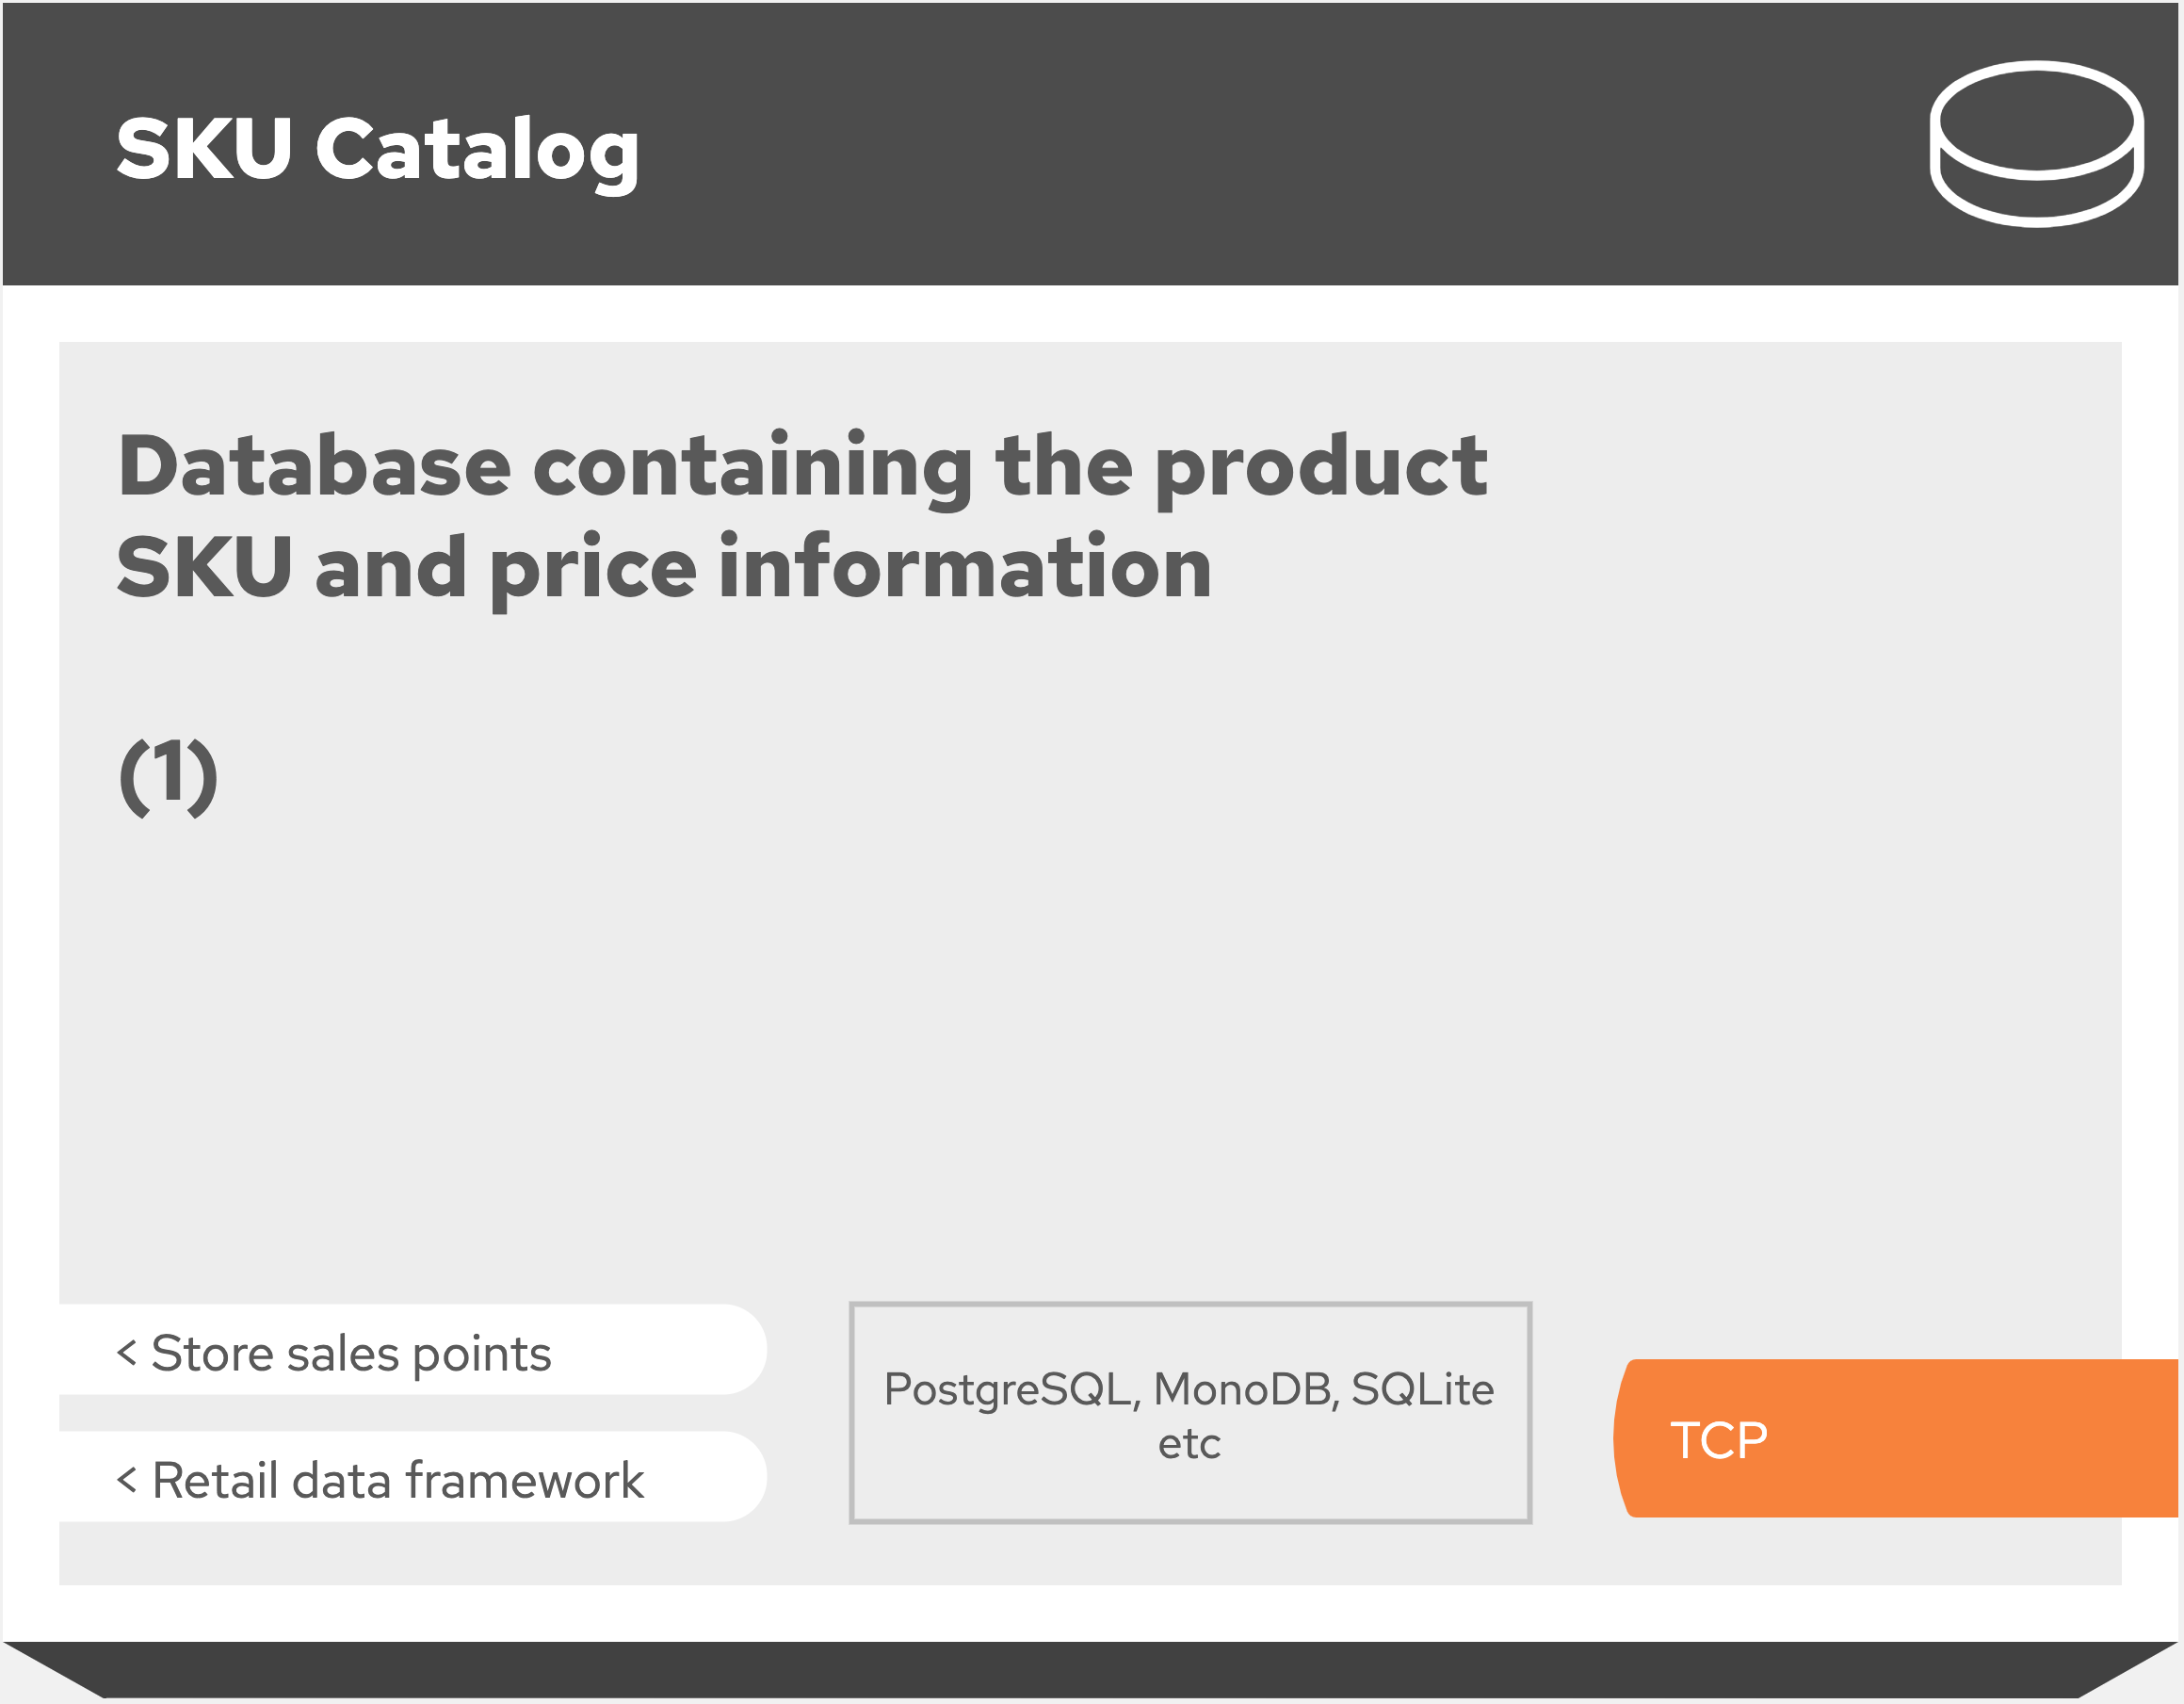 SKU Catalog
Database containing the product
SKU and price information
(1)
< Store sales points
< Retail data framework
PostgreSQL, MonoDB, SQLite
etc
TCP